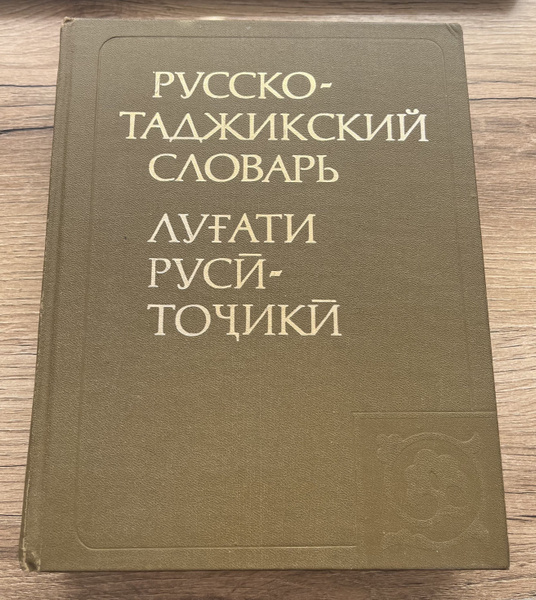 РУССКО-
ТАДЖИКСКИЙ
СЛОВАРЬ
ЛУҒАТИ
РУСӢ-
ТОҶИКӢ